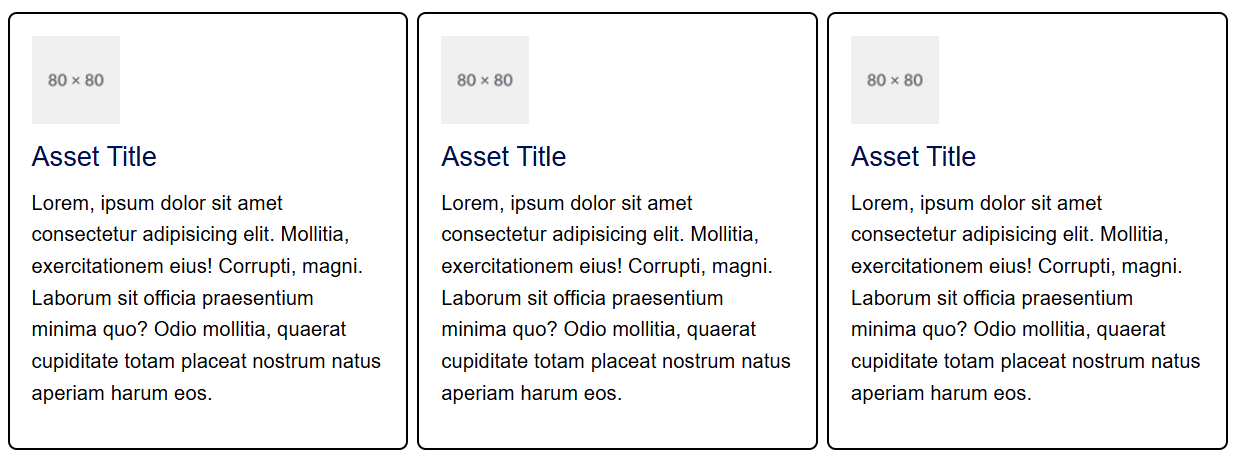 80 × 80
Asset Title
Lorem, ipsum dolor sit amet
consectetur adipisicing elit. Mollitia,
exercitationem eius! Corrupti, magni.
Laborum sit officia praesentium
minima quo? Odio mollitia, quaerat
cupiditate totam placeat nostrum natus
aperiam harum eos.
80 × 80
Asset Title
Lorem, ipsum dolor sit amet
consectetur adipisicing elit. Mollitia,
exercitationem eius! Corrupti, magni.
Laborum sit officia praesentium
minima quo? Odio mollitia, quaerat
cupiditate totam placeat nostrum natus
aperiam harum eos.
80 × 80
Asset Title
Lorem, ipsum dolor sit amet
consectetur adipisicing elit. Mollitia,
exercitationem eius! Corrupti, magni.
Laborum sit officia praesentium
minima quo? Odio mollitia, quaerat
cupiditate totam placeat nostrum natus
aperiam harum eos.